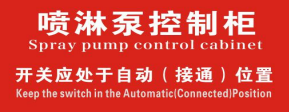 喷淋泵控制柜
Spray pump control cabinet
开关应处于自动（接通）位置
Keep the switch in the Automatic(Connected)Position